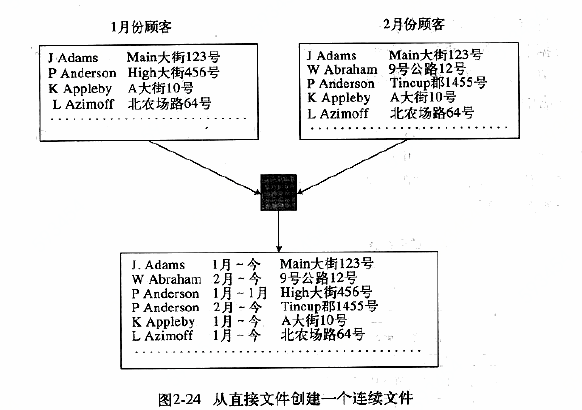 1月份顾客
J Adams Main大街123号
P Anderson High大街456号
K Appleby A大街10号
L Azimoff 北农场路64号
2月份顾客
J Adams Main大街123号
W Abraham 9号公路12号
P Anderson Tincup郡1455号
K Appleby A大街10号
L Azimoff 北农场路64号
J. Adams 1月-今 Main大街123号
W Abraham 2月-今 9号公路12号
P Anderson 1月-1月 High大街456号
P Anderson 2月-今 Tincup郡1455号
K Appleby 1月-今 A大街10号
L Azimoff 1月-今 北农场路64号
图2-24 从直接文件创建一个连续文件